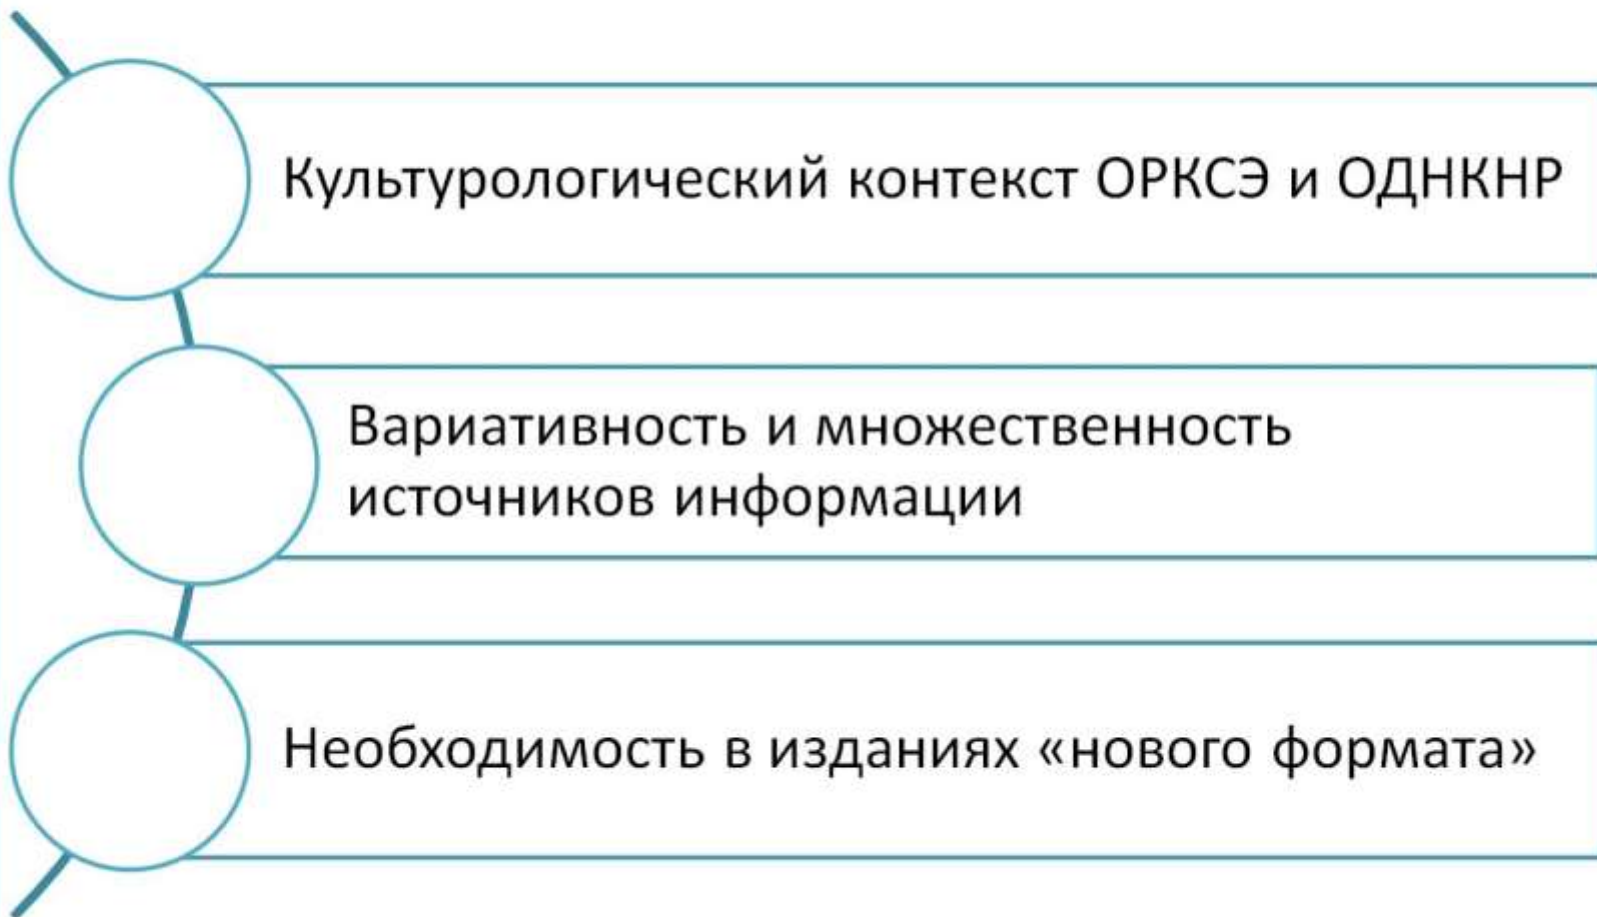 Культурологический контекст ОРКСЭ и ОДНКНР
Вариативность и множественность
источников информации
Необходимость в изданиях «нового формата»